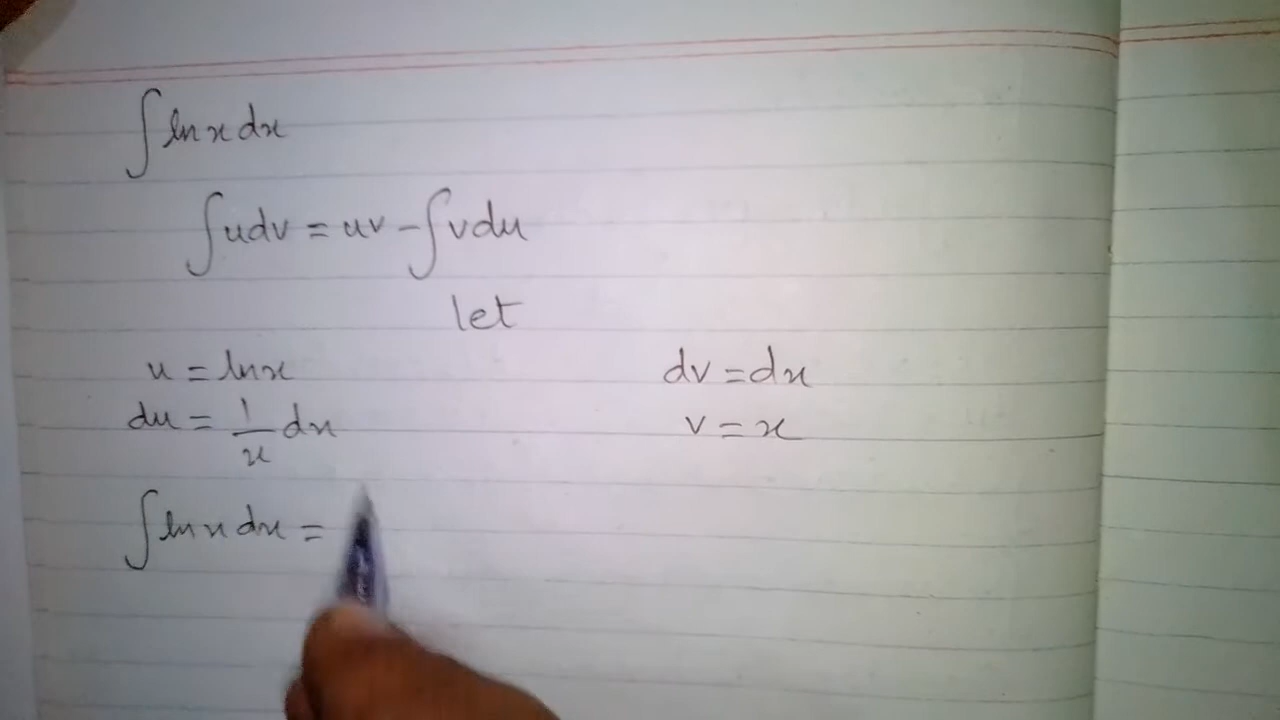 ∫ ln x dx
∫ u dv = uv - ∫ v du
let
u = ln x    dv = dx
du = 1/x dx    v = x
∫ ln x dx =